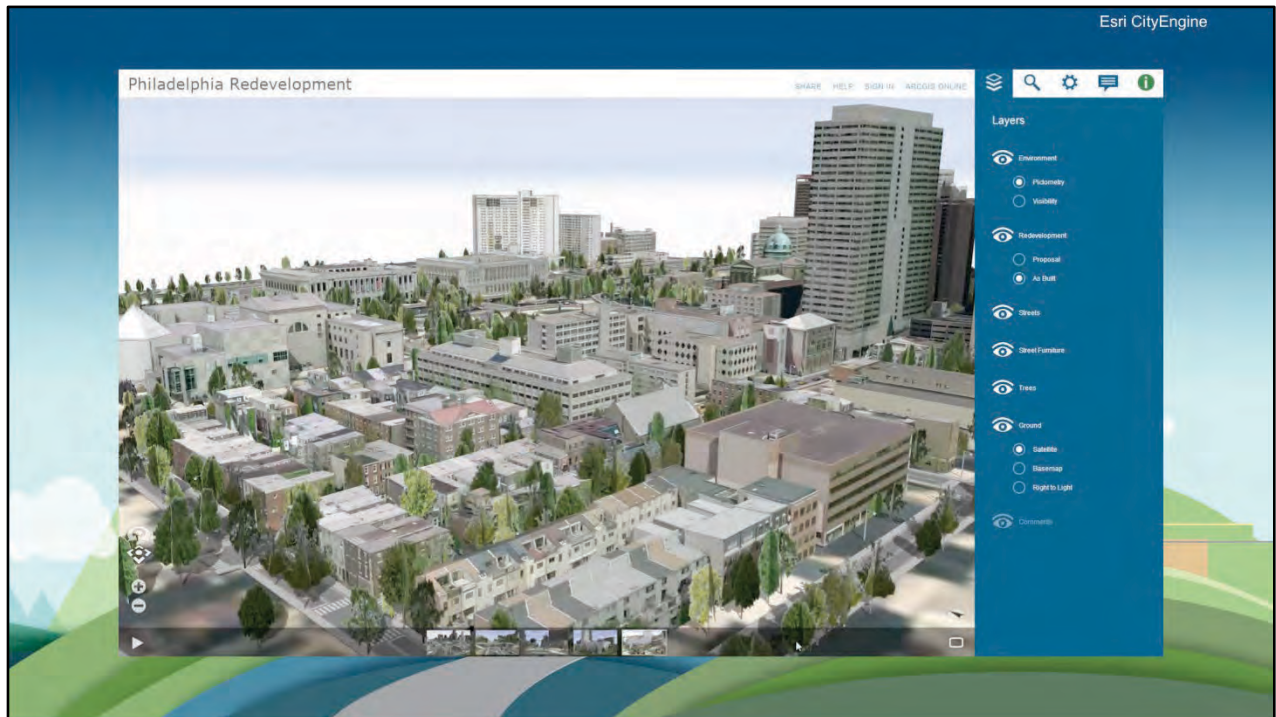 Esri CityEngine
Philadelphia Redevelopment
SHARE HELP SIGN IN ARCGIS ONLINE
Layers
Environment
Pictometry
Visibility
Redevelopment
Proposal
As Built
Streets
Street Furniture
Trees
Ground
Satellite
Basemap
Right to Light
Comments